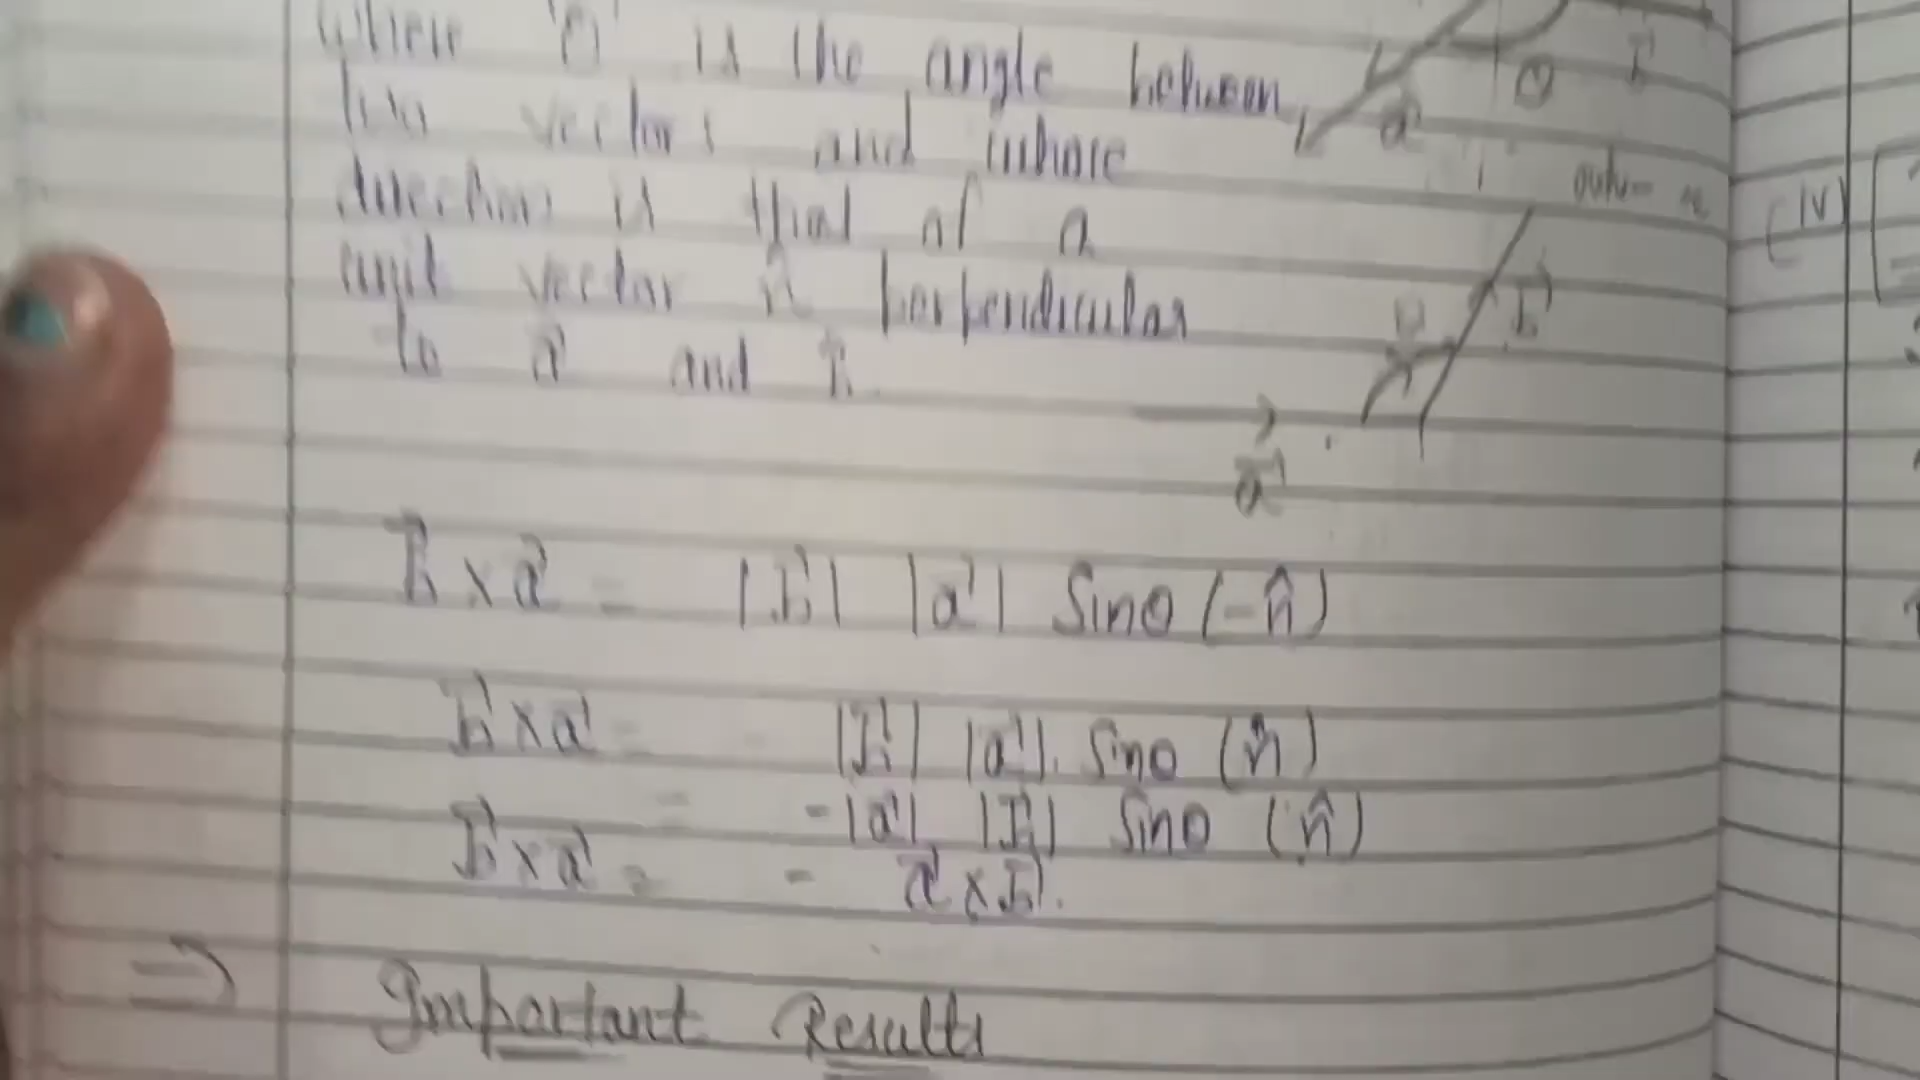 where 'θ' is the angle between
two vectors and whose
direction is that of a
unit vector n̂ perpendicular
to a⃗ and b⃗.
a⃗
θ
b⃗
θ
b⃗
a⃗
(IV)
b⃗ × a⃗ = |b⃗| |a⃗| Sinθ (-n̂)
b⃗ × a⃗ = - |b⃗| |a⃗|. Sinθ (n̂)
= -|a⃗| |b⃗| Sinθ (n̂)
b⃗ × a⃗ = - a⃗ × b⃗.
⇒ Important Results